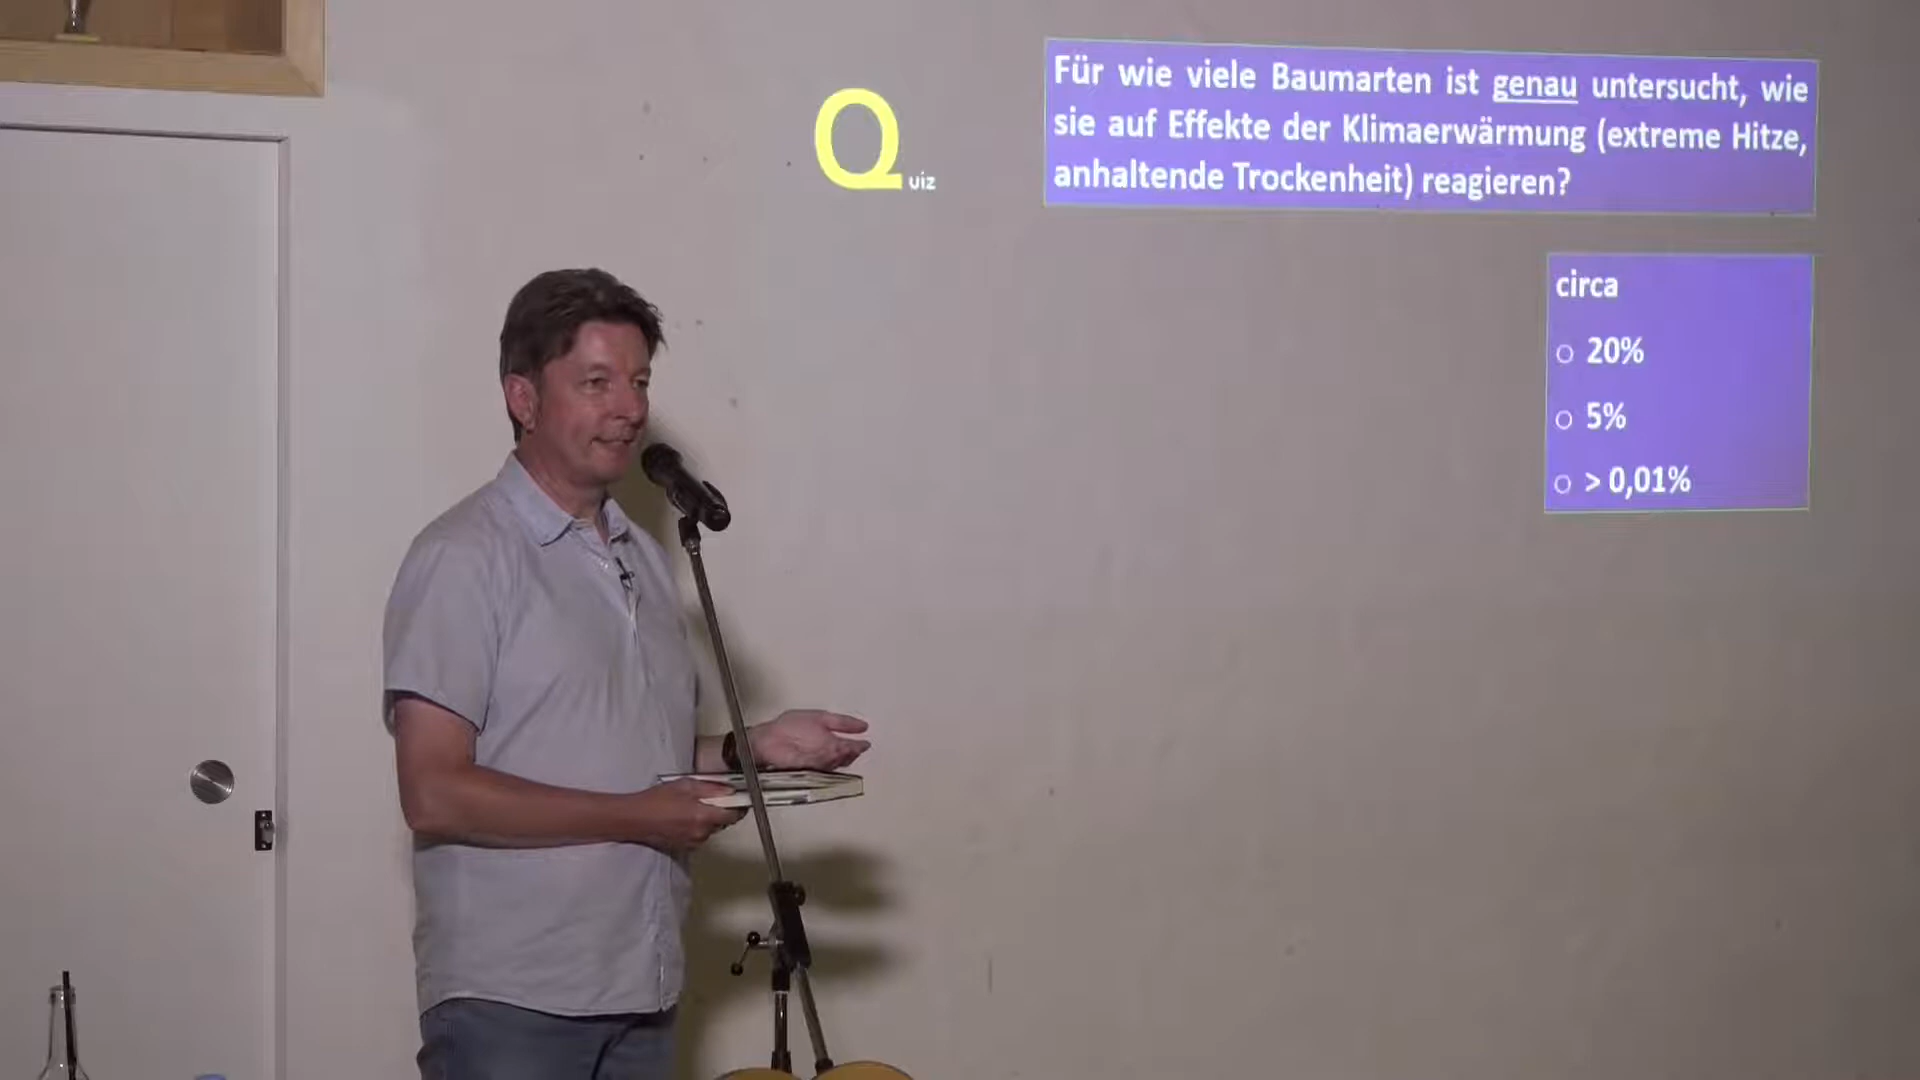 Quiz
Für wie viele Baumarten ist genau untersucht, wie
sie auf Effekte der Klimaerwärmung (extreme Hitze,
anhaltende Trockenheit) reagieren?
circa
○ 20%
○ 5%
○ > 0,01%